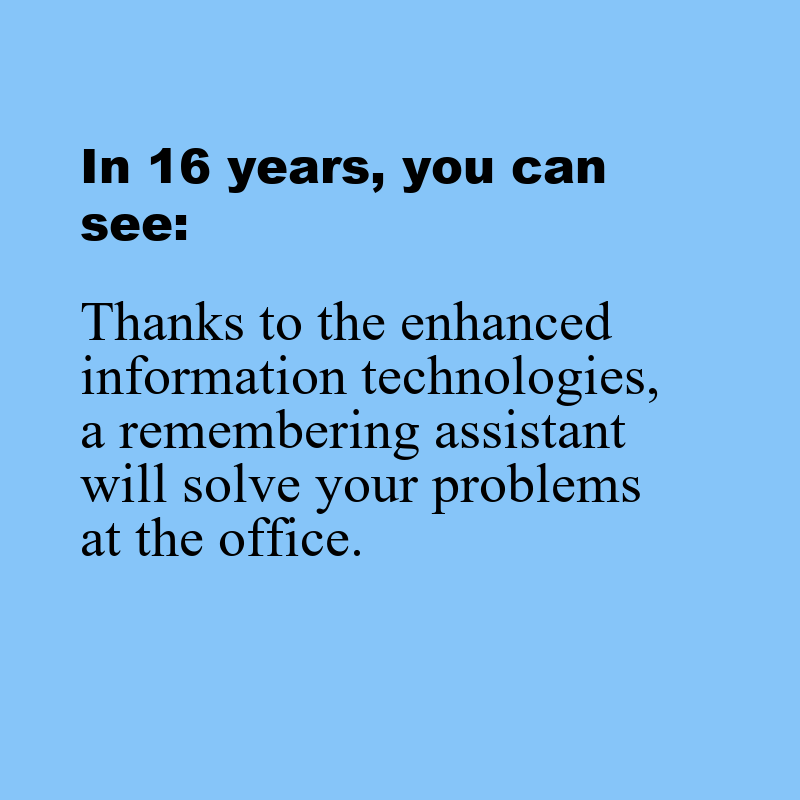 In 16 years, you can
see:
Thanks to the enhanced
information technologies,
a remembering assistant
will solve your problems
at the office.